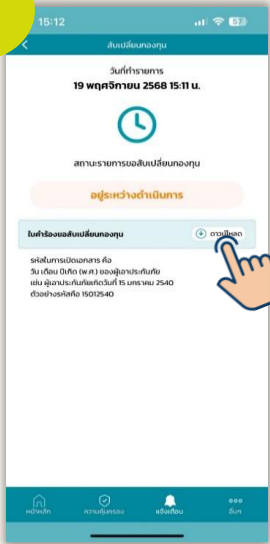 15:12
สับเปลี่ยนกองทุน
วันที่ทำรายการ
19 พฤศจิกายน 2568 15:11 น.
สถานะรายการขอสับเปลี่ยนกองทุน
อยู่ระหว่างดำเนินการ
ใบคำร้องขอสับเปลี่ยนกองทุน ดาวน์โหลด
รหัสในการเปิดเอกสาร คือ
วัน เดือน ปีเกิด (พ.ศ.) ของผู้เอาประกันภัย
เช่น ผู้เอาประกันภัยเกิดวันที่ 15 มกราคม 2540
ตัวอย่างรหัสคือ 15012540
หน้าหลัก ความคุ้มครอง แจ้งเตือน อื่นๆ